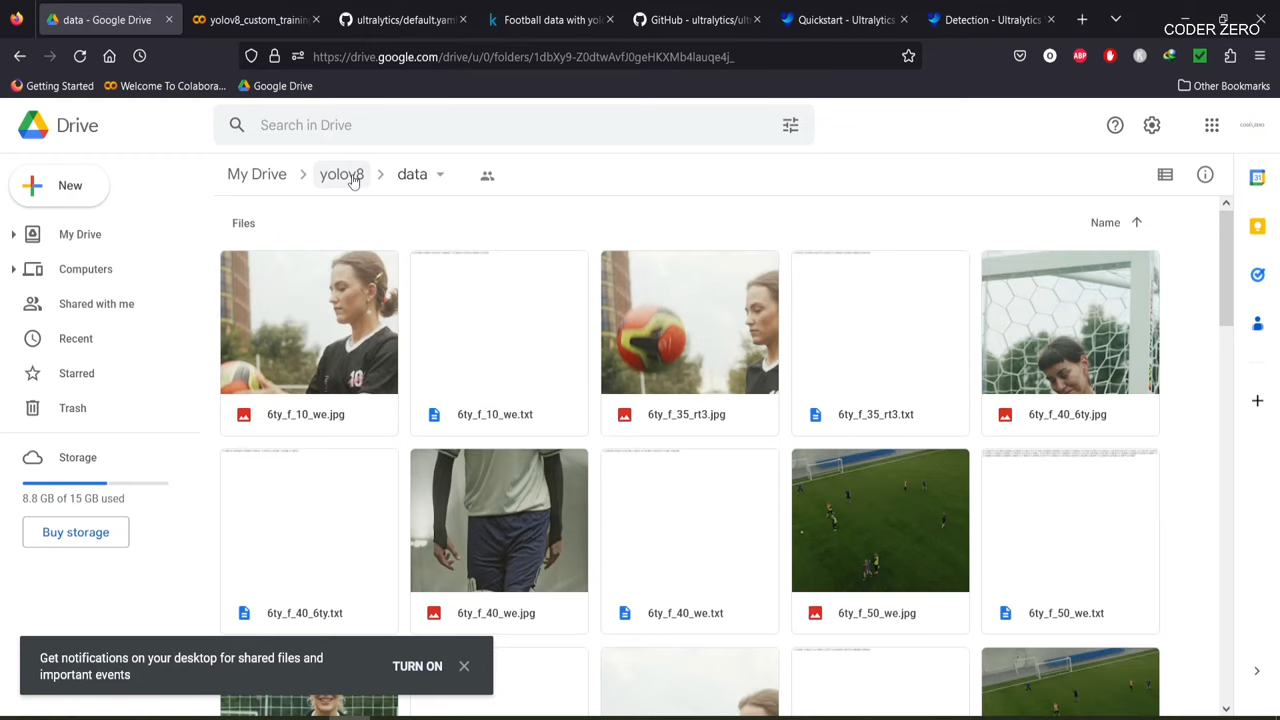 data - Google Drive
yolov8_custom_trainin
ultralytics/default.yaml
Football data with yolo
GitHub - ultralytics/ult
Quickstart - Ultralytics
Detection - Ultralytics
CODER ZERO
https://drive.google.com/drive/u/0/folders/1dbXy9-Z0dtwAvfJ0geHKXMb4lauqe4j_
Getting Started
Welcome To Colabora...
Google Drive
Other Bookmarks
Drive
Search in Drive
New
My Drive
yolov8
data
Files
Name
My Drive
Computers
Shared with me
Recent
Starred
Trash
Storage
8.8 GB of 15 GB used
Buy storage
6ty_f_10_we.jpg
6ty_f_10_we.txt
6ty_f_35_rt3.jpg
6ty_f_35_rt3.txt
6ty_f_40_6ty.jpg
6ty_f_40_6ty.txt
6ty_f_40_we.jpg
6ty_f_40_we.txt
6ty_f_50_we.jpg
6ty_f_50_we.txt
Get notifications on your desktop for shared files and
important events
TURN ON